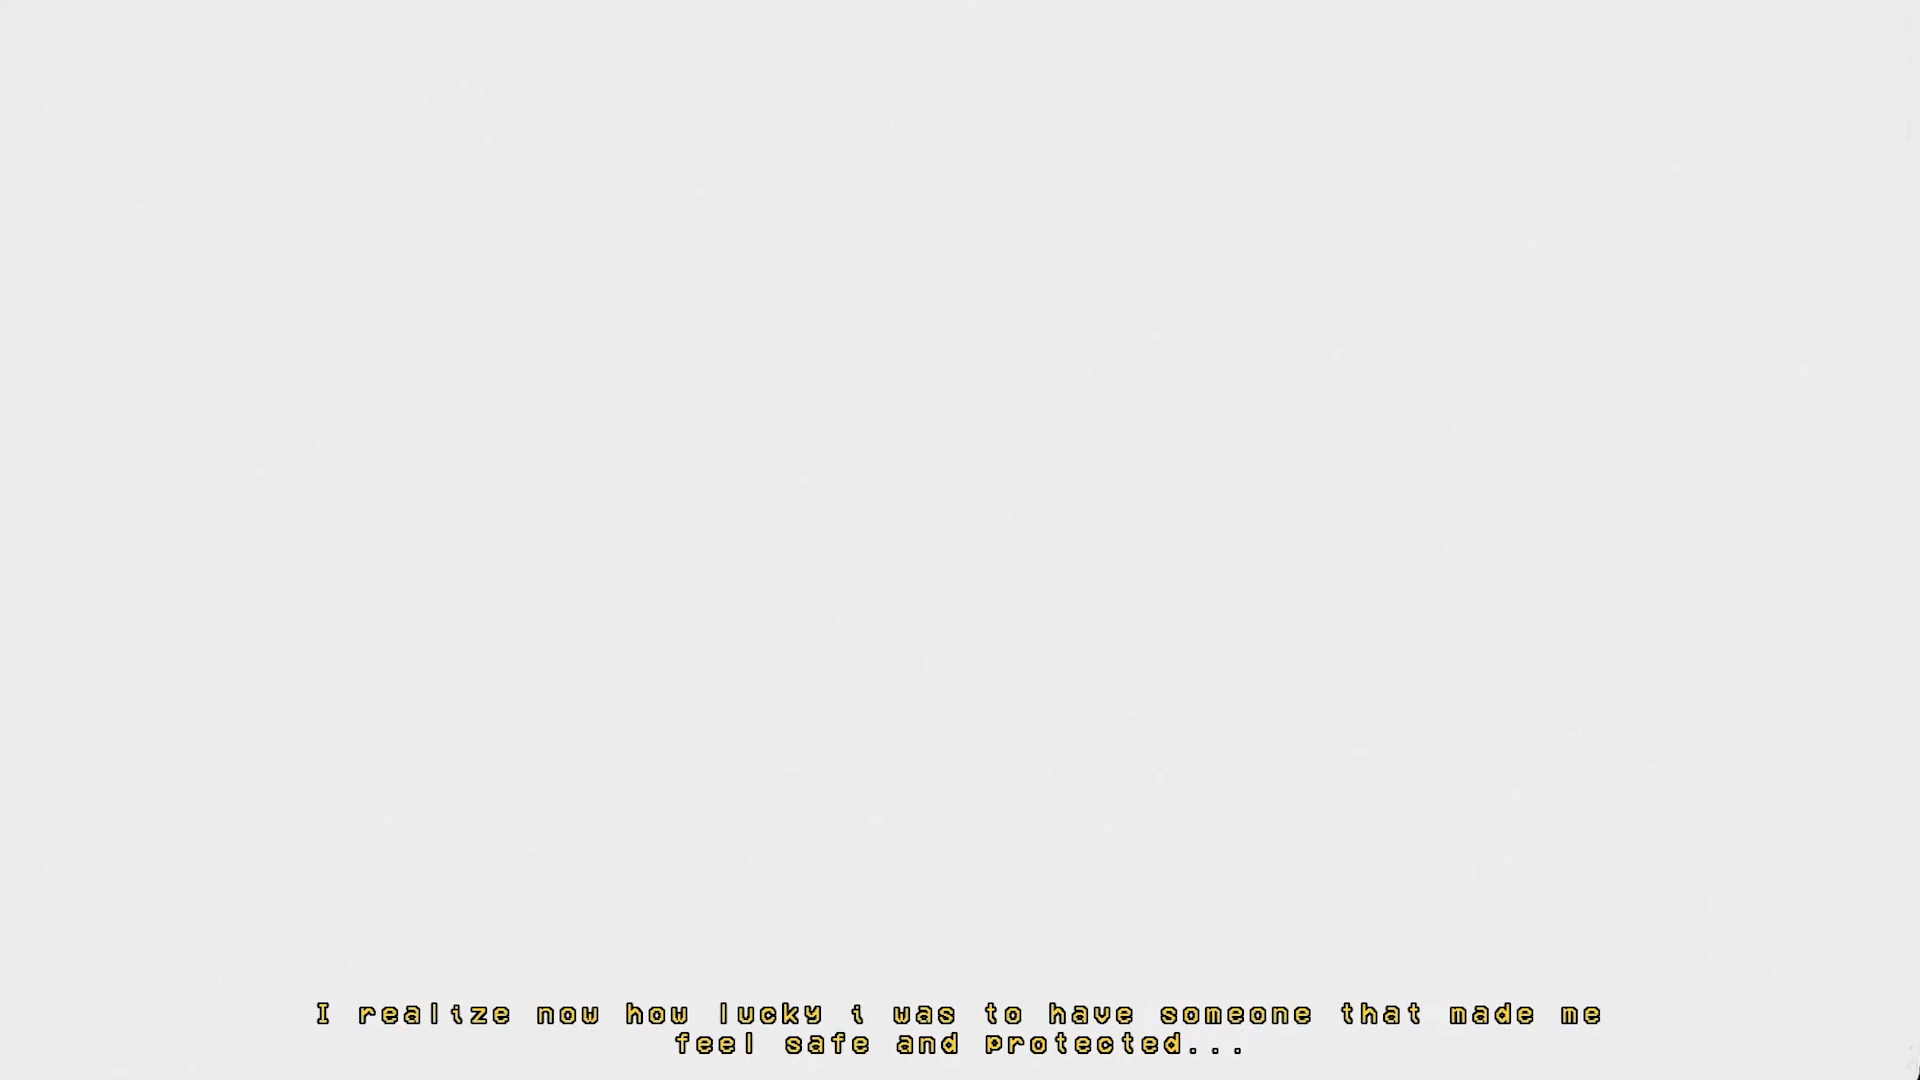 I realize now how lucky i was to have someone that made me
feel safe and protected...